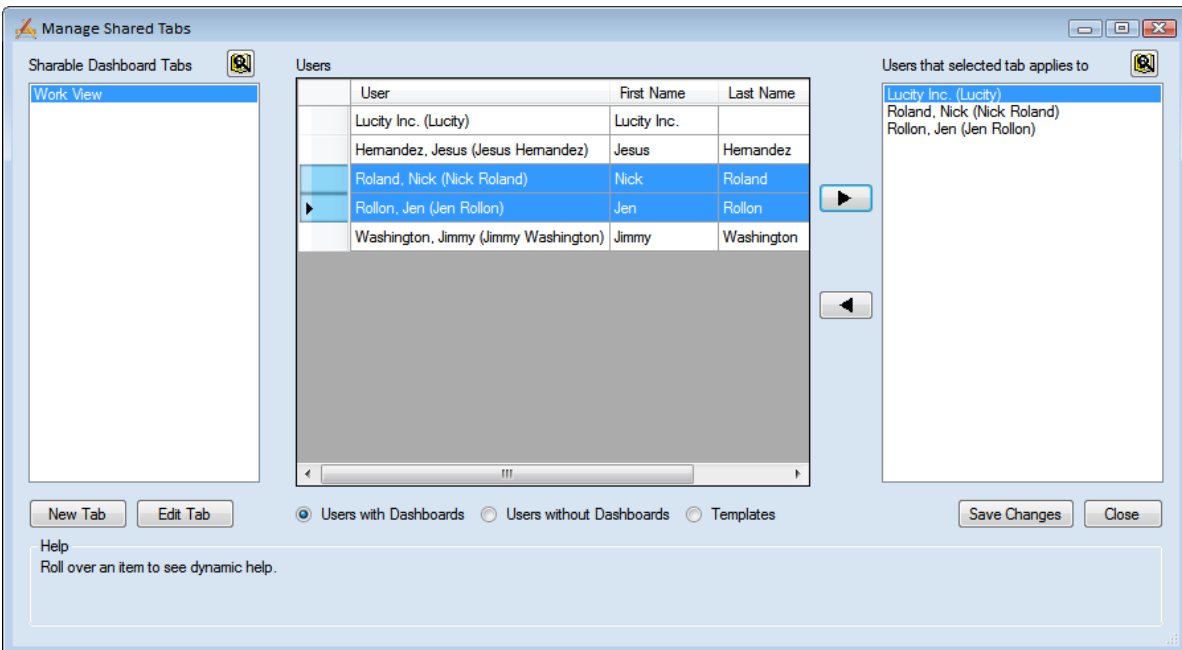 Manage Shared Tabs
Sharable Dashboard Tabs
Work View
Users
User First Name Last Name
Lucity Inc. (Lucity) Lucity Inc.
Hernandez, Jesus (Jesus Hernandez) Jesus Hernandez
Roland, Nick (Nick Roland) Nick Roland
Rollon, Jen (Jen Rollon) Jen Rollon
Washington, Jimmy (Jimmy Washington) Jimmy Washington
Users that selected tab applies to
Lucity Inc. (Lucity)
Roland, Nick (Nick Roland)
Rollon, Jen (Jen Rollon)
New Tab Edit Tab
Users with Dashboards Users without Dashboards Templates
Save Changes Close
Help
Roll over an item to see dynamic help.